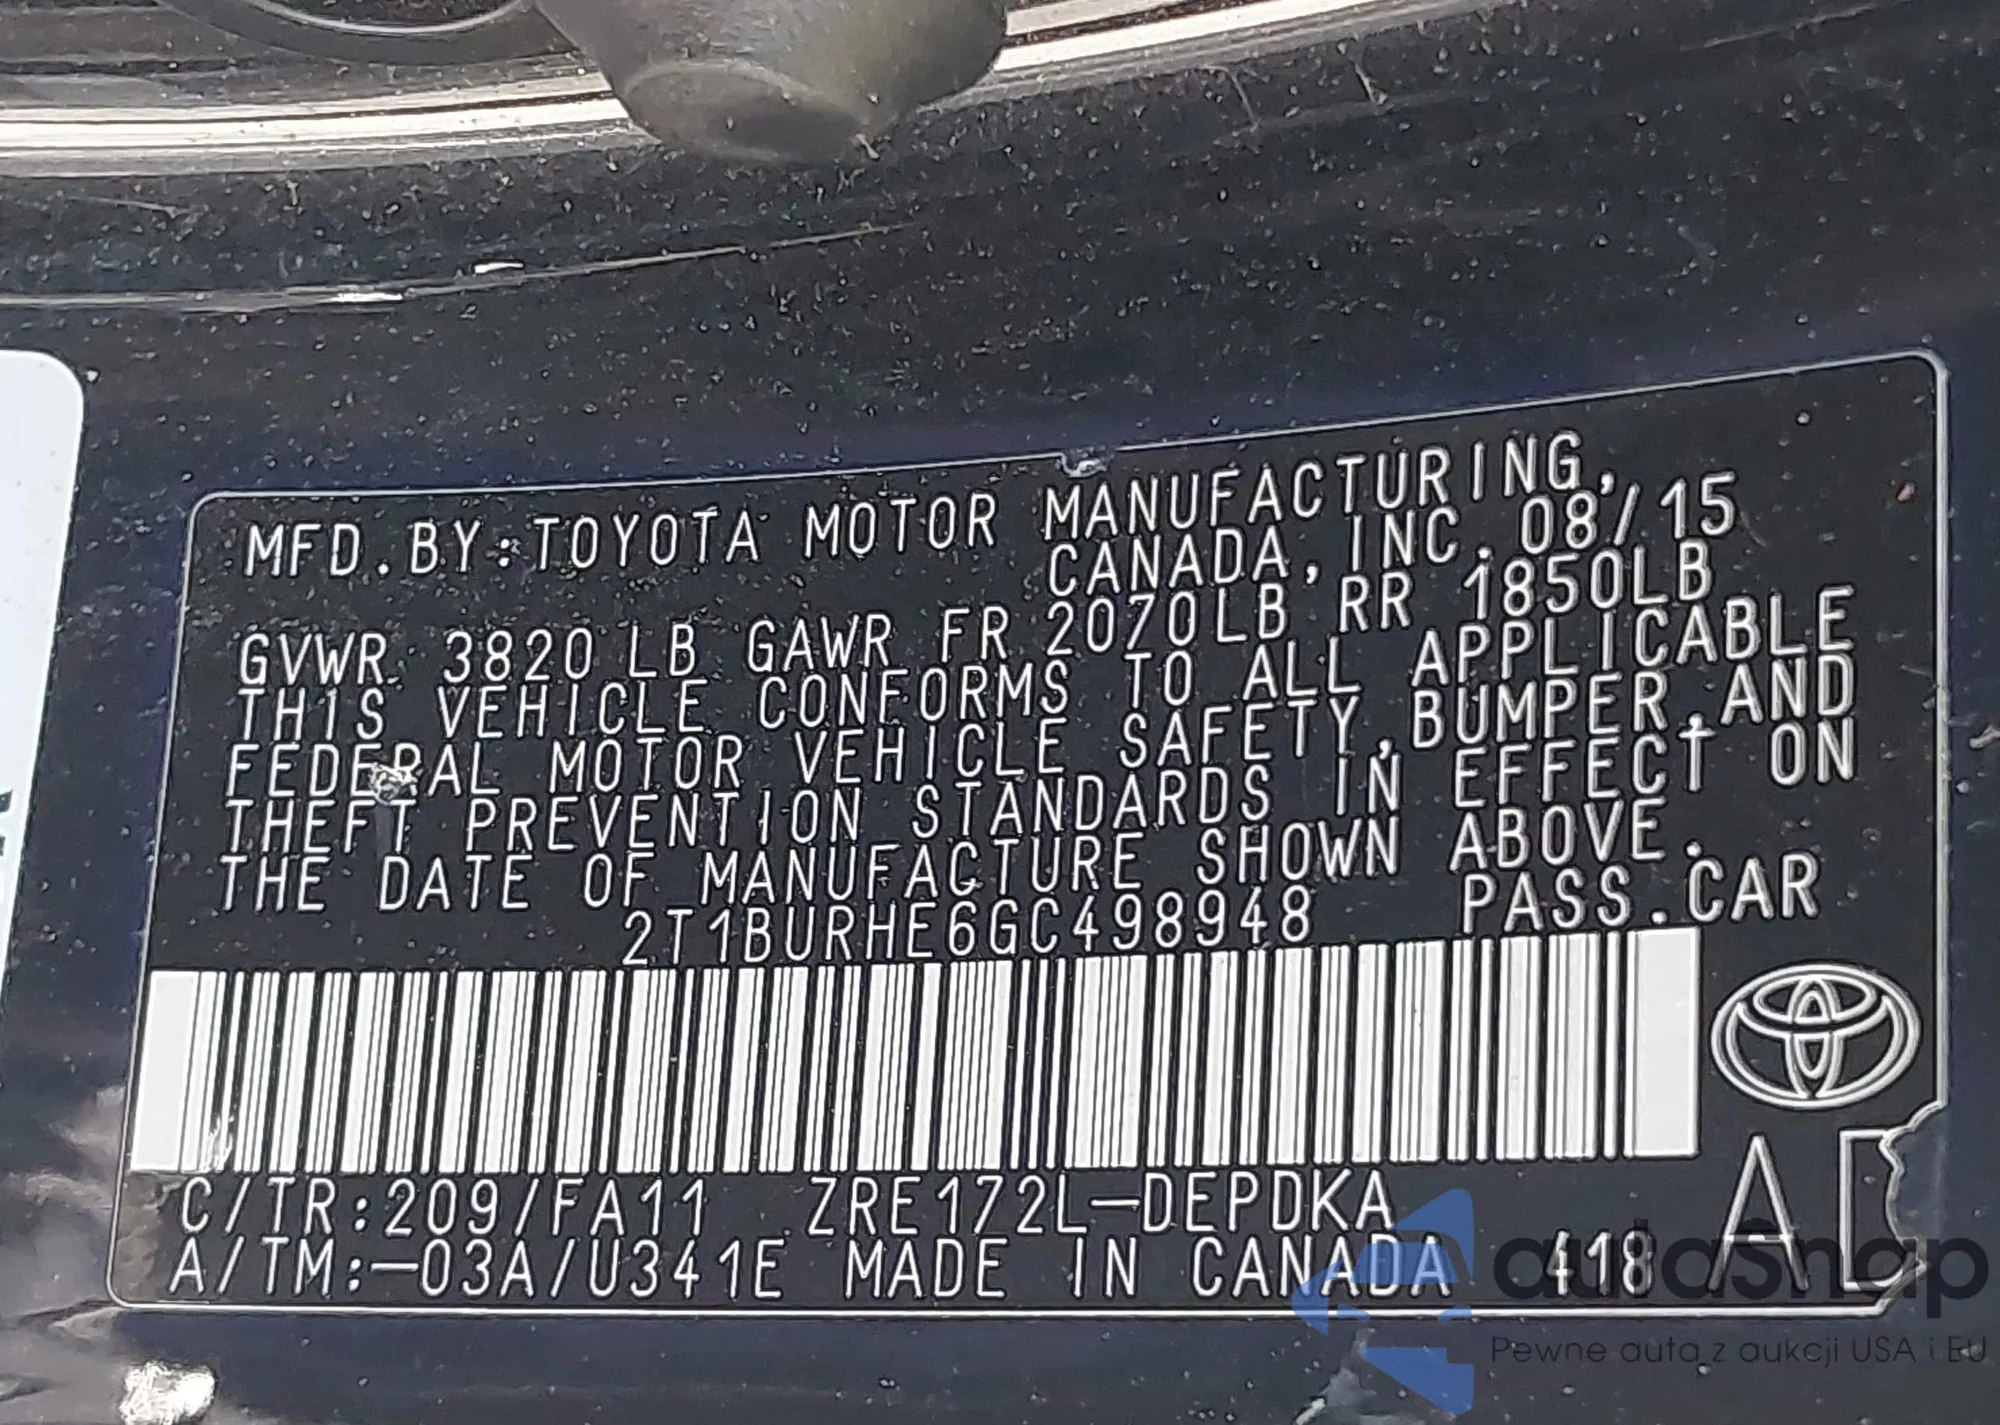 MFD.BY:TOYOTA MOTOR MANUFACTURING,
CANADA,INC. 08/15
GVWR 3820LB GAWR FR 2070LB RR 1850LB
THIS VEHICLE CONFORMS TO ALL APPLICABLE
FEDERAL MOTOR VEHICLE SAFETY,BUMPER,AND
THEFT PREVENTION STANDARDS IN EFFECT ON
THE DATE OF MANUFACTURE SHOWN ABOVE.
2T1BURHE6GC498948 PASS.CAR
C/TR:209/FA11 ZRE172L-DEPDKA
A/TM:-03A/U341E MADE IN CANADA 418
autosnap
Pewne auta z aukcji USA i EU